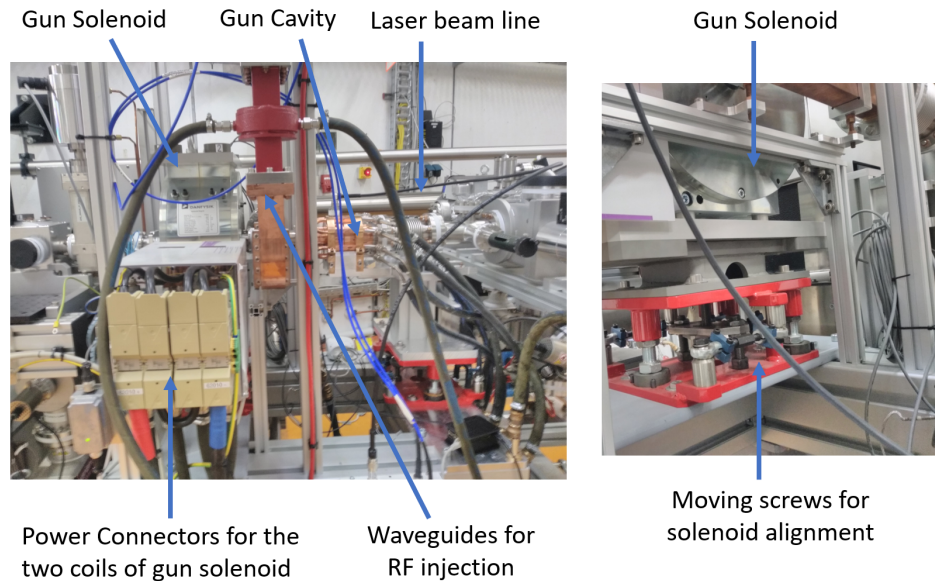 Gun Solenoid
Gun Cavity
Laser beam line
Gun Solenoid
Power Connectors for the
two coils of gun solenoid
Waveguides for
RF injection
Moving screws for
solenoid alignment